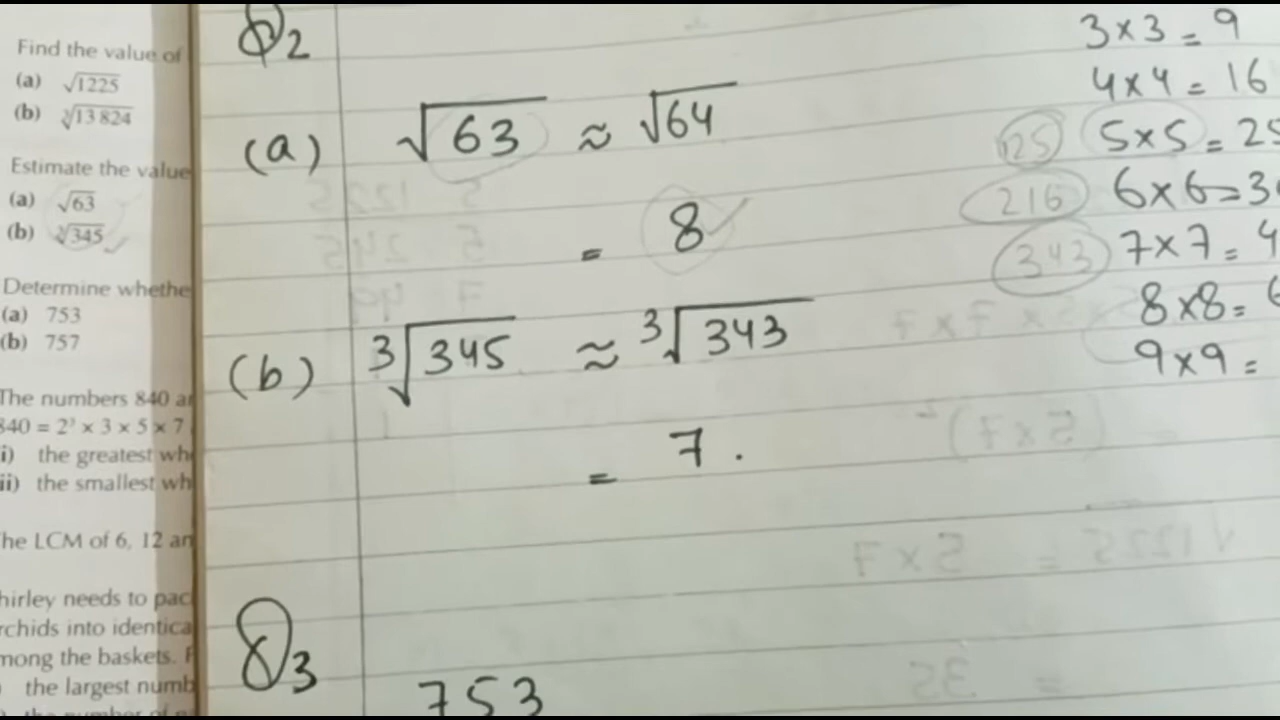 Find the value of
(a) √1225
(b) ∛13 824
Estimate the value
(a) √63
(b) ∛345
Determine whethe
(a) 753
(b) 757
The numbers 840 a
840 = 2³ × 3 × 5 × 7
i) the greatest wh
ii) the smallest wh
he LCM of 6, 12 an
hirley needs to pac
rchids into identica
mong the baskets. F
the largest numb
Q2
(a) √63 ≈ √64
= 8
(b) ∛345 ≈ ∛343
= 7.
Q3
753
3×3 = 9
4×4 = 16
125 5×5 = 25
216 6×6 = 3
343 7×7 = 4
8×8 = 6
9×9 =